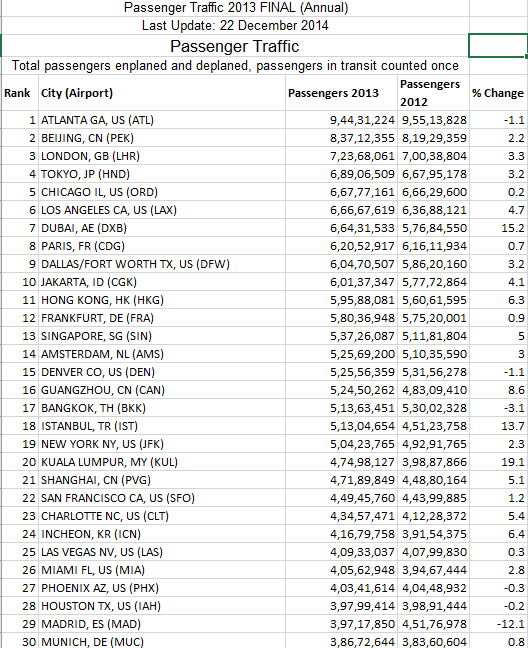 Passenger Traffic 2013 FINAL (Annual)
Last Update: 22 December 2014
Passenger Traffic
Total passengers enplaned and deplaned, passengers in transit counted once
Rank City (Airport) Passengers 2013 Passengers 2012 % Change
1 ATLANTA GA, US (ATL) 9,44,31,224 9,55,13,828 -1.1
2 BEIJING, CN (PEK) 8,37,12,355 8,19,29,359 2.2
3 LONDON, GB (LHR) 7,23,68,061 7,00,38,804 3.3
4 TOKYO, JP (HND) 6,89,06,509 6,67,95,178 3.2
5 CHICAGO IL, US (ORD) 6,67,77,161 6,66,29,600 0.2
6 LOS ANGELES CA, US (LAX) 6,66,67,619 6,36,88,121 4.7
7 DUBAI, AE (DXB) 6,64,31,533 5,76,84,550 15.2
8 PARIS, FR (CDG) 6,20,52,917 6,16,11,934 0.7
9 DALLAS/FORT WORTH TX, US (DFW) 6,04,70,507 5,86,20,160 3.2
10 JAKARTA, ID (CGK) 6,01,37,347 5,77,72,864 4.1
11 HONG KONG, HK (HKG) 5,95,88,081 5,60,61,595 6.3
12 FRANKFURT, DE (FRA) 5,80,36,948 5,75,20,001 0.9
13 SINGAPORE, SG (SIN) 5,37,26,087 5,11,81,804 5
14 AMSTERDAM, NL (AMS) 5,25,69,200 5,10,35,590 3
15 DENVER CO, US (DEN) 5,25,56,359 5,31,56,278 -1.1
16 GUANGZHOU, CN (CAN) 5,24,50,262 4,83,09,410 8.6
17 BANGKOK, TH (BKK) 5,13,63,451 5,30,02,328 -3.1
18 ISTANBUL, TR (IST) 5,13,04,654 4,51,23,758 13.7
19 NEW YORK NY, US (JFK) 5,04,23,765 4,92,91,765 2.3
20 KUALA LUMPUR, MY (KUL) 4,74,98,127 3,98,87,866 19.1
21 SHANGHAI, CN (PVG) 4,71,89,849 4,48,80,164 5.1
22 SAN FRANCISCO CA, US (SFO) 4,49,45,760 4,43,99,885 1.2
23 CHARLOTTE NC, US (CLT) 4,34,57,471 4,12,28,372 5.4
24 INCHEON, KR (ICN) 4,16,79,758 3,91,54,375 6.4
25 LAS VEGAS NV, US (LAS) 4,09,33,037 4,07,99,830 0.3
26 MIAMI FL, US (MIA) 4,05,62,948 3,94,67,444 2.8
27 PHOENIX AZ, US (PHX) 4,03,41,614 4,04,48,932 -0.3
28 HOUSTON TX, US (IAH) 3,97,99,414 3,98,91,444 -0.2
29 MADRID, ES (MAD) 3,97,17,850 4,51,76,978 -12.1
30 MUNICH, DE (MUC) 3,86,72,644 3,83,60,604 0.8